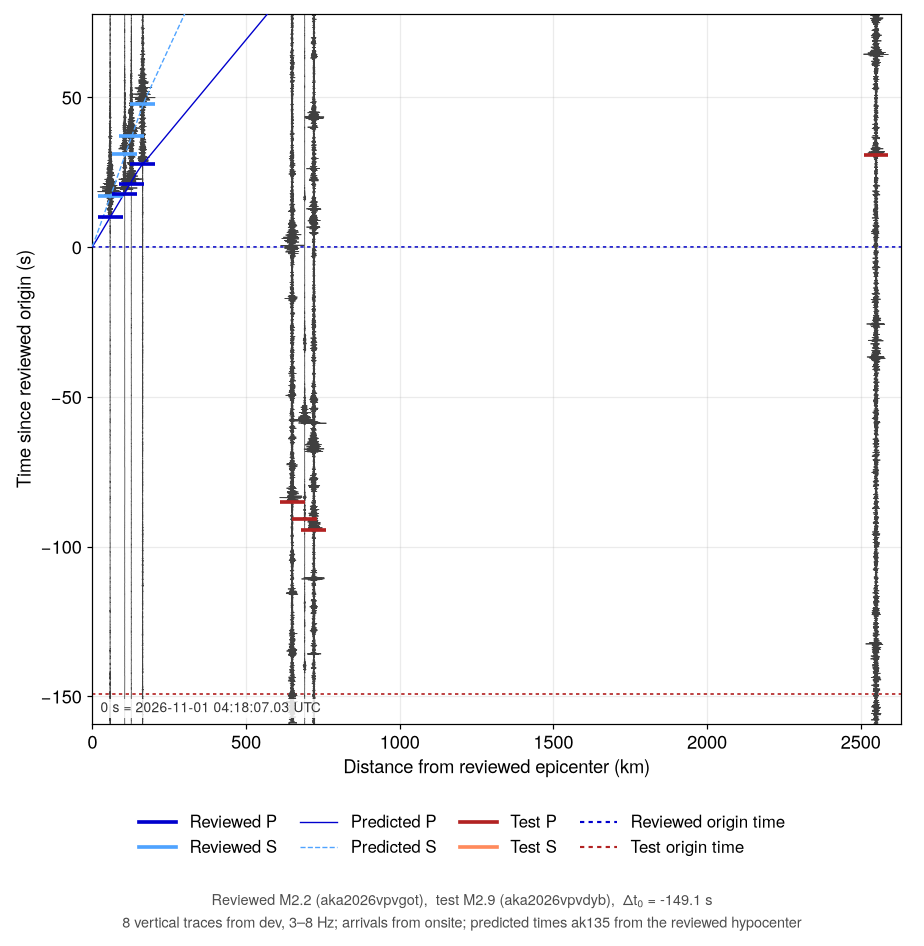 50
0
−50
−100
−150
Time since reviewed origin (s)
0 s = 2026-11-01 04:18:07.03 UTC
0 500 1000 1500 2000 2500
Distance from reviewed epicenter (km)
Reviewed P Predicted P Test P Reviewed origin time
Reviewed S Predicted S Test S Test origin time
Reviewed M2.2 (aka2026vpvgot), test M2.9 (aka2026vpvdyb), Δt₀ = -149.1 s
8 vertical traces from dev, 3–8 Hz; arrivals from onsite; predicted times ak135 from the reviewed hypocenter